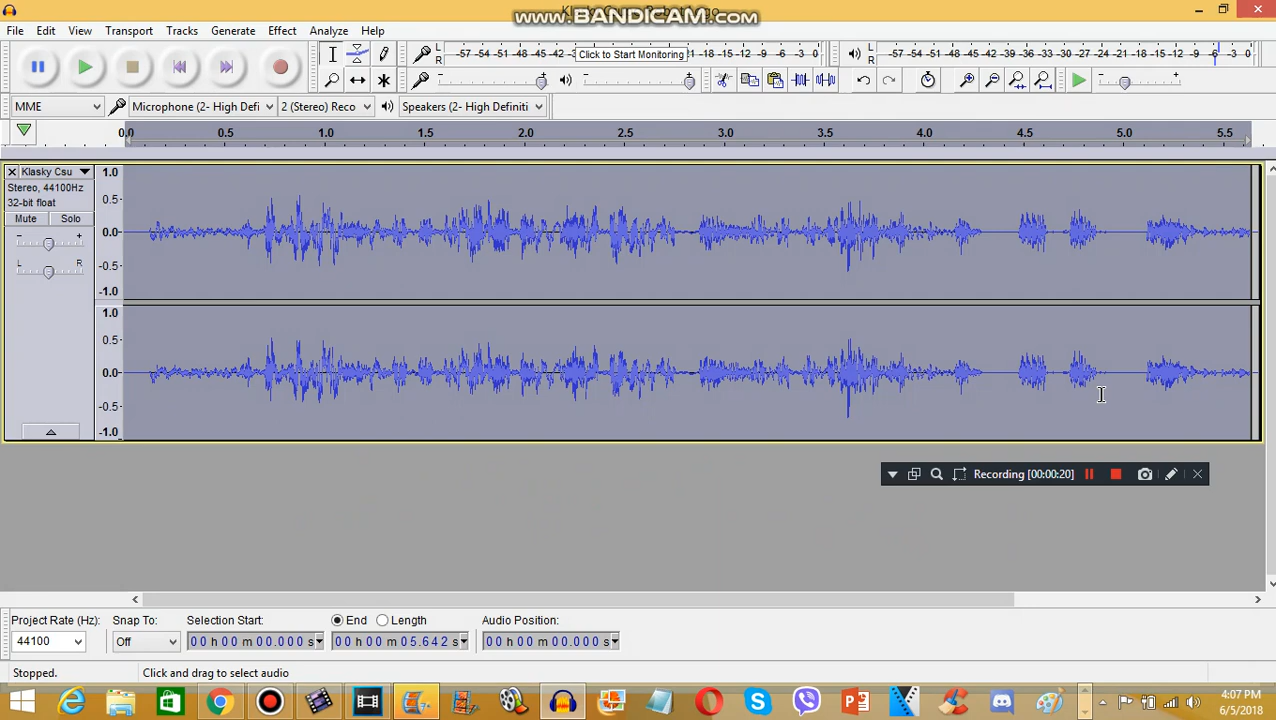 www.BANDICAM.com
File Edit View Transport Tracks Generate Effect Analyze Help
L
R
-57 -54 -51 -48 -45 -42 Click to Start Monitoring -21 -18 -15 -12 -9 -6 -3 0
L
R
-57 -54 -51 -48 -45 -42 -39 -36 -33 -30 -27 -24 -21 -18 -15 -12 -9 -6 -3 0
MME Microphone (2- High Defi 2 (Stereo) Reco Speakers (2- High Definiti
0.0 0.5 1.0 1.5 2.0 2.5 3.0 3.5 4.0 4.5 5.0 5.5
Klasky Csu
Stereo, 44100Hz
32-bit float
Mute Solo
- +
L R
1.0
0.5
0.0
-0.5
-1.0
1.0
0.5
0.0
-0.5
-1.0
Recording [00:00:20]
Project Rate (Hz): Snap To: Selection Start: End Length Audio Position:
44100 Off 00 h 00 m 00.000 s 00 h 00 m 05.642 s 00 h 00 m 00.000 s
Stopped. Click and drag to select audio
4:07 PM
6/5/2018